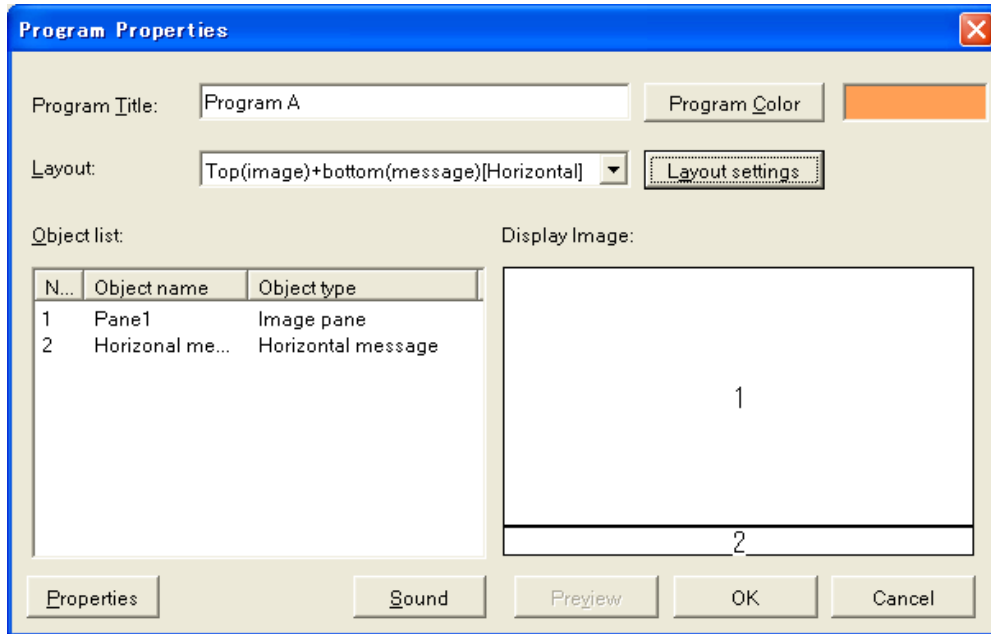 Program Properties
Program Title: Program A Program Color
Layout: Top(image)+bottom(message)[Horizontal] Layout settings
Object list: Display Image:
N... Object name Object type
1 Pane1 Image pane
2 Horizonal me... Horizontal message
1
2
Properties Sound Preview OK Cancel